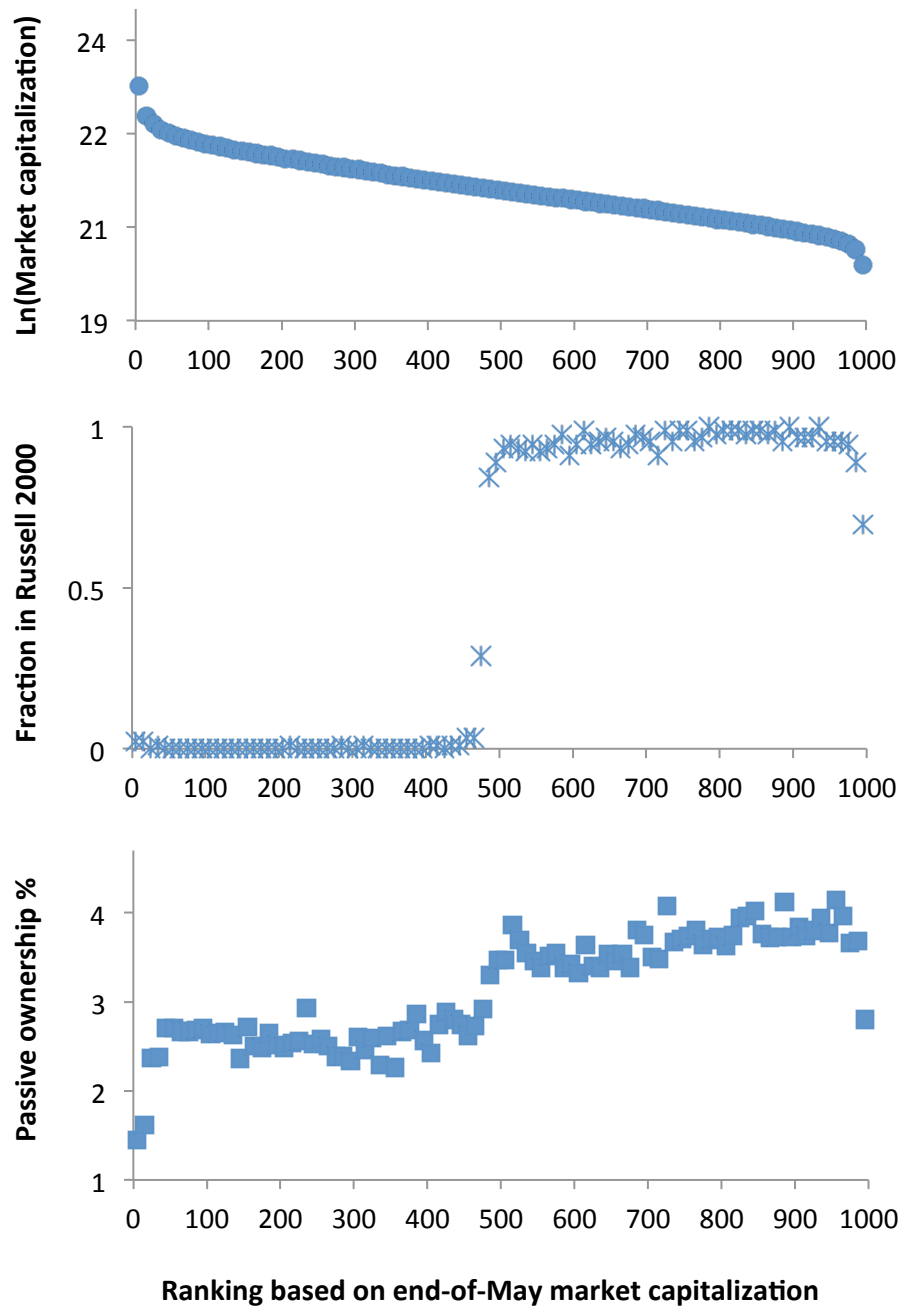 Ln(Market capitalization)
24
22
21
19
0 100 200 300 400 500 600 700 800 900 1000
Fraction in Russell 2000
1
0.5
0
0 100 200 300 400 500 600 700 800 900 1000
Passive ownership %
4
3
2
1
0 100 200 300 400 500 600 700 800 900 1000
Ranking based on end-of-May market capitalization